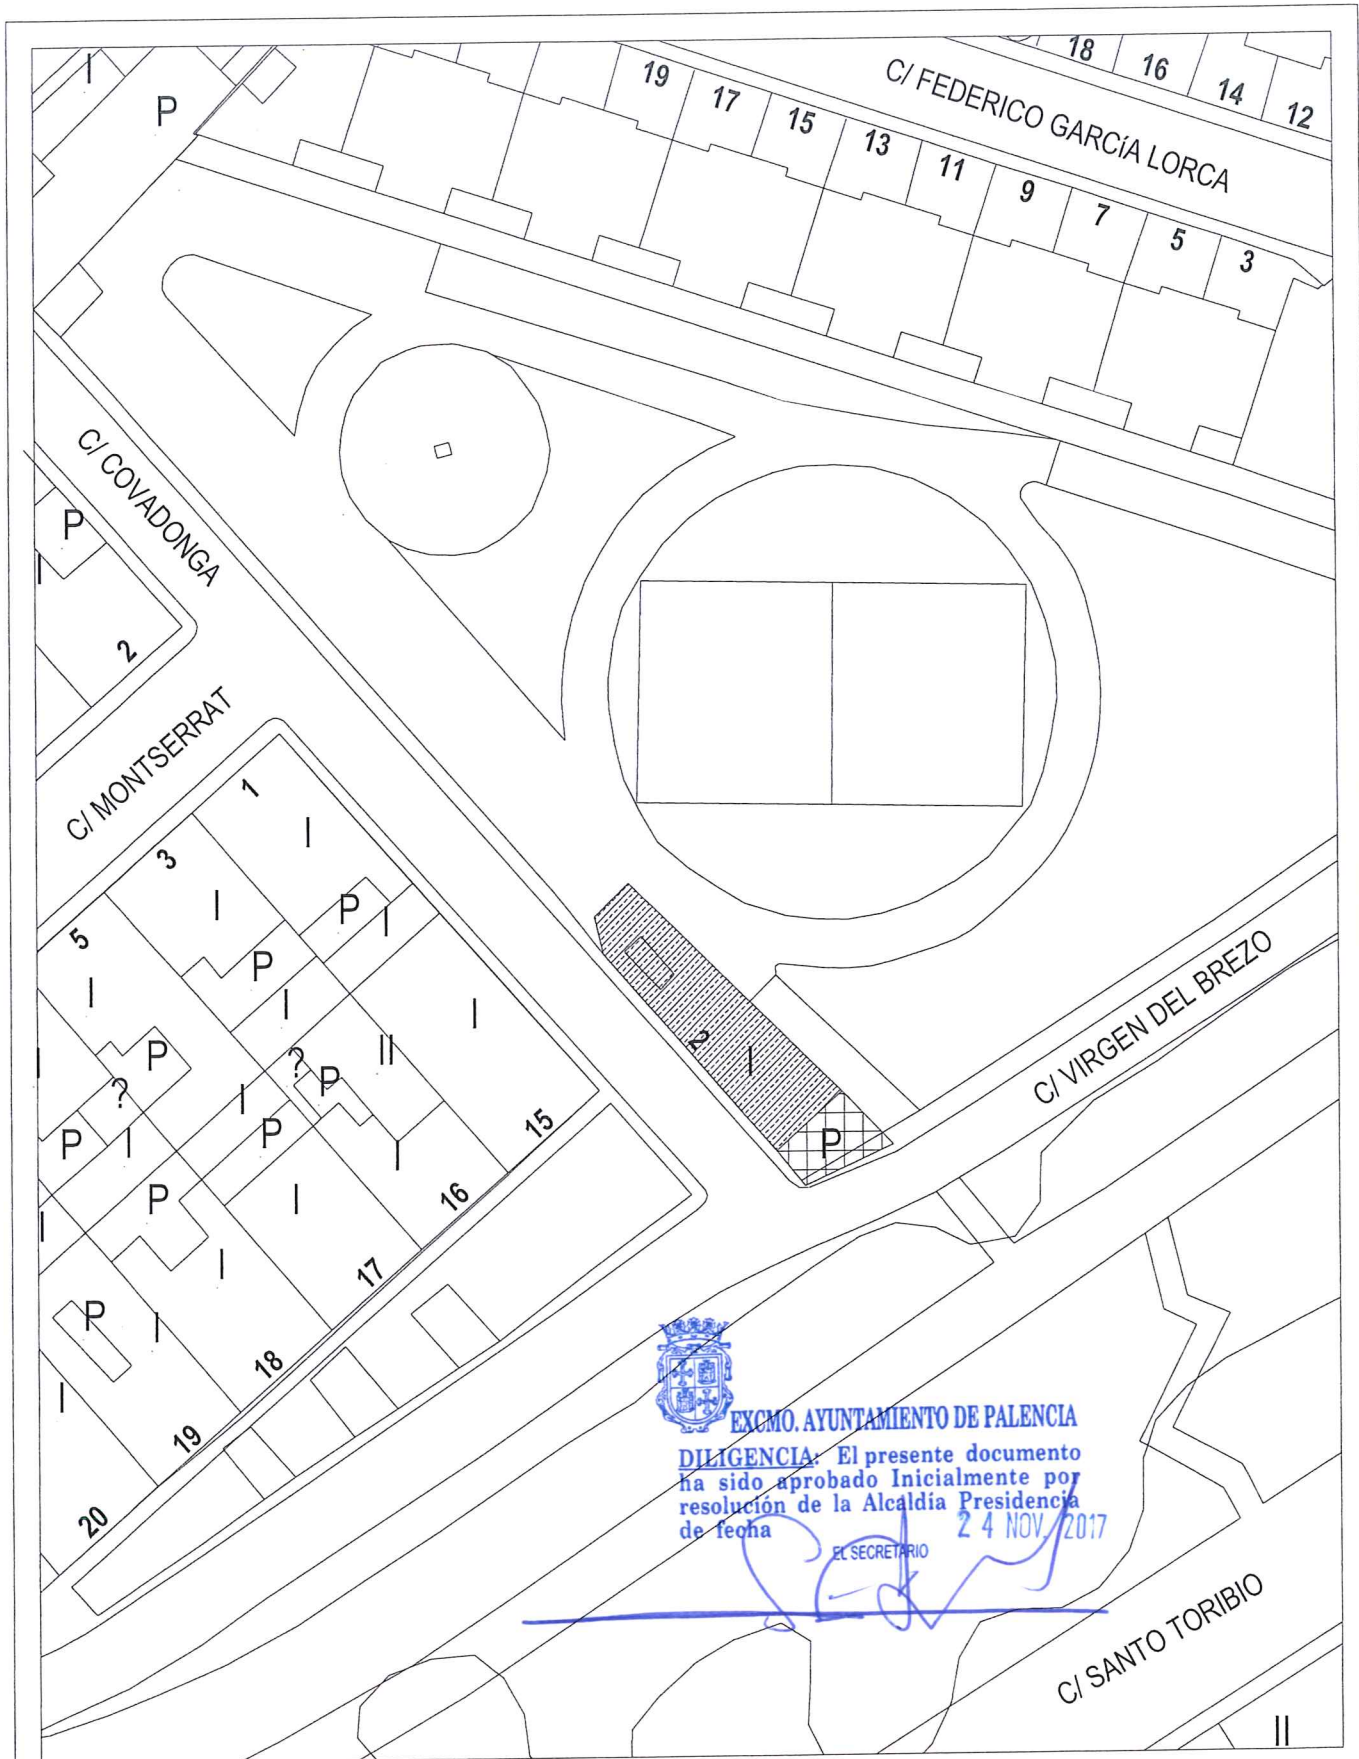 I
P
19
17
15
13
11
9
7
5
3
C/ FEDERICO GARCíA LORCA
18
16
14
12
C/ COVADONGA
P
I
2
C/ MONTSERRAT
1
I
3
I
P
I
5
I
P
I
I
I
P
?
P
I
?
P
II
I
P
I
15
I
P
I
16
I
I
17
P
I
I
18
19
20
2
I
P
C/ VIRGEN DEL BREZO
EXCMO. AYUNTAMIENTO DE PALENCIA
DILIGENCIA: El presente documento
ha sido aprobado Inicialmente por
resolución de la Alcaldía Presidencia
de fecha 24 NOV. 2017
EL SECRETARIO
C/ SANTO TORIBIO
II